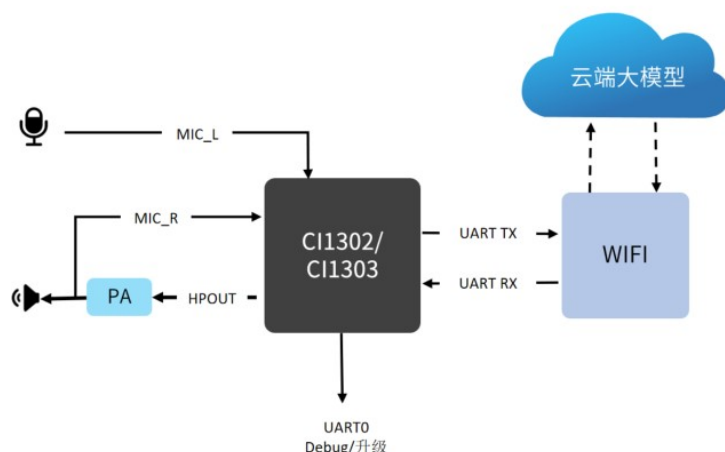 云端大模型
MIC_L
MIC_R
CI1302/
CI1303
UART TX
WIFI
PA
HPOUT
UART RX
UART0
Debug/升级